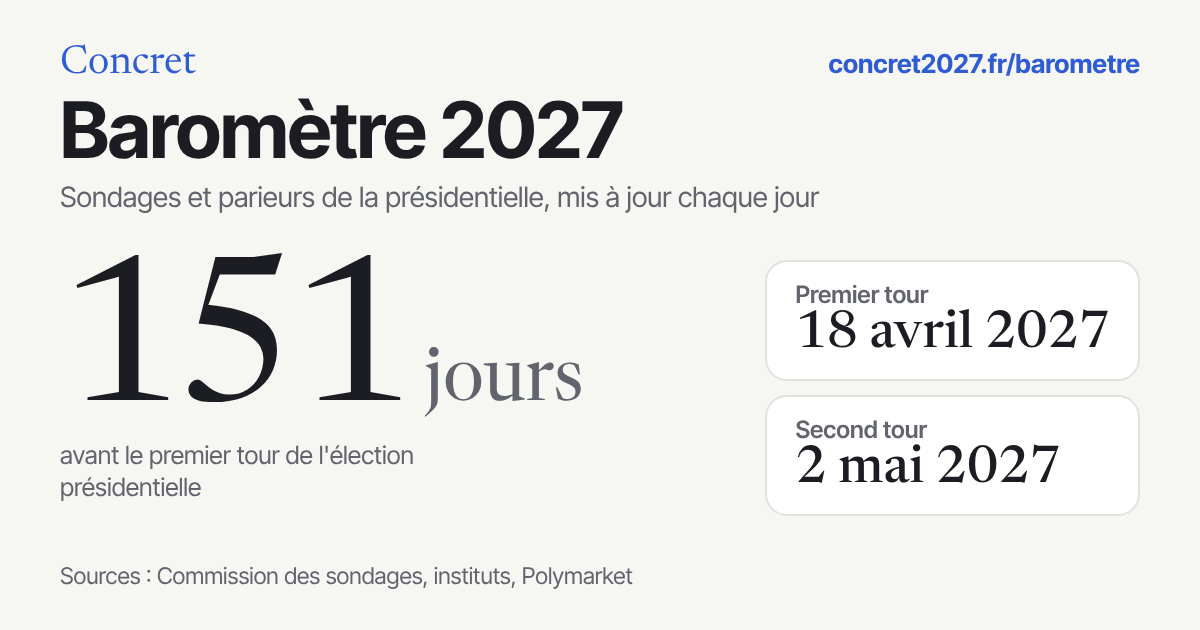 Concret
concret2027.fr/barometre
Baromètre 2027
Sondages et parieurs de la présidentielle, mis à jour chaque jour
151 jours
avant le premier tour de l'élection
présidentielle
Premier tour
18 avril 2027
Second tour
2 mai 2027
Sources : Commission des sondages, instituts, Polymarket